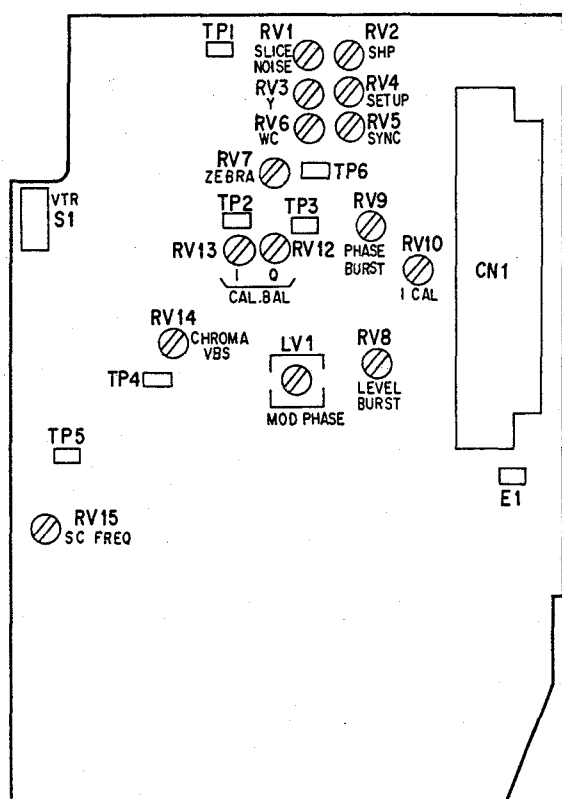 TP1
RV1
SLICE
NOISE
RV2
SHP
RV3
Y
RV4
SETUP
RV6
WC
RV5
SYNC
RV7
ZEBRA
TP6
VTR
S1
TP2
TP3
RV9
PHASE
BURST
RV13
RV12
I Q
CAL.BAL
RV10
I CAL
CN1
RV14
CHROMA
VBS
LV1
MOD PHASE
RV8
LEVEL
BURST
TP4
TP5
E1
RV15
SC FREQ